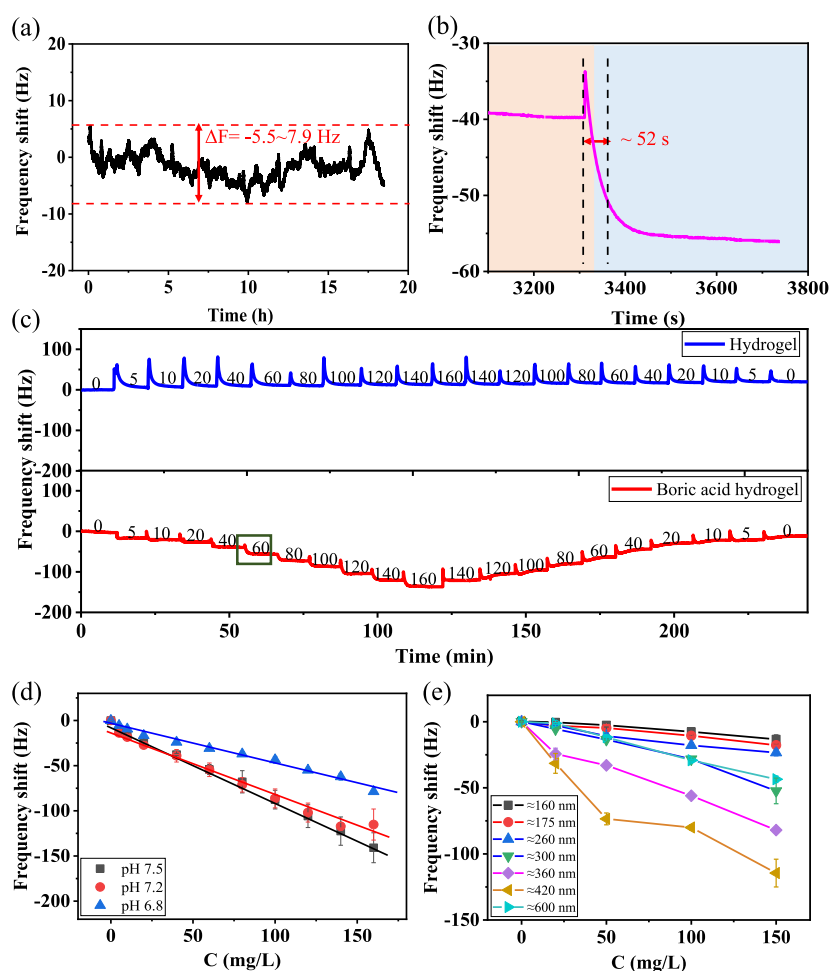 (a)
20
10
0
-10
-20
Frequency shift (Hz)
ΔF= -5.5~7.9 Hz
0
5
10
15
20
Time (h)
(b)
-30
-40
-50
-60
Frequency shift (Hz)
~ 52 s
3200
3400
3600
3800
Time (s)
(c)
100
0
-100
-200
Hydrogel
0 5 10 20 40 60 80 100 120 140 160 140 120 100 80 60 40 20 10 5 0
Frequency shift (Hz)
100
0
-100
-200
Boric acid hydrogel
0 5 10 20 40 60 80 100 120 140 160 140 120 100 80 60 40 20 10 5 0
0
50
100
150
200
Time (min)
(d)
0
-50
-100
-150
-200
Frequency shift (Hz)
pH 7.5
pH 7.2
pH 6.8
0
50
100
150
C (mg/L)
(e)
0
-50
-100
-150
Frequency shift (Hz)
≈160 nm
≈175 nm
≈260 nm
≈300 nm
≈360 nm
≈420 nm
≈600 nm
0
50
100
150
C (mg/L)